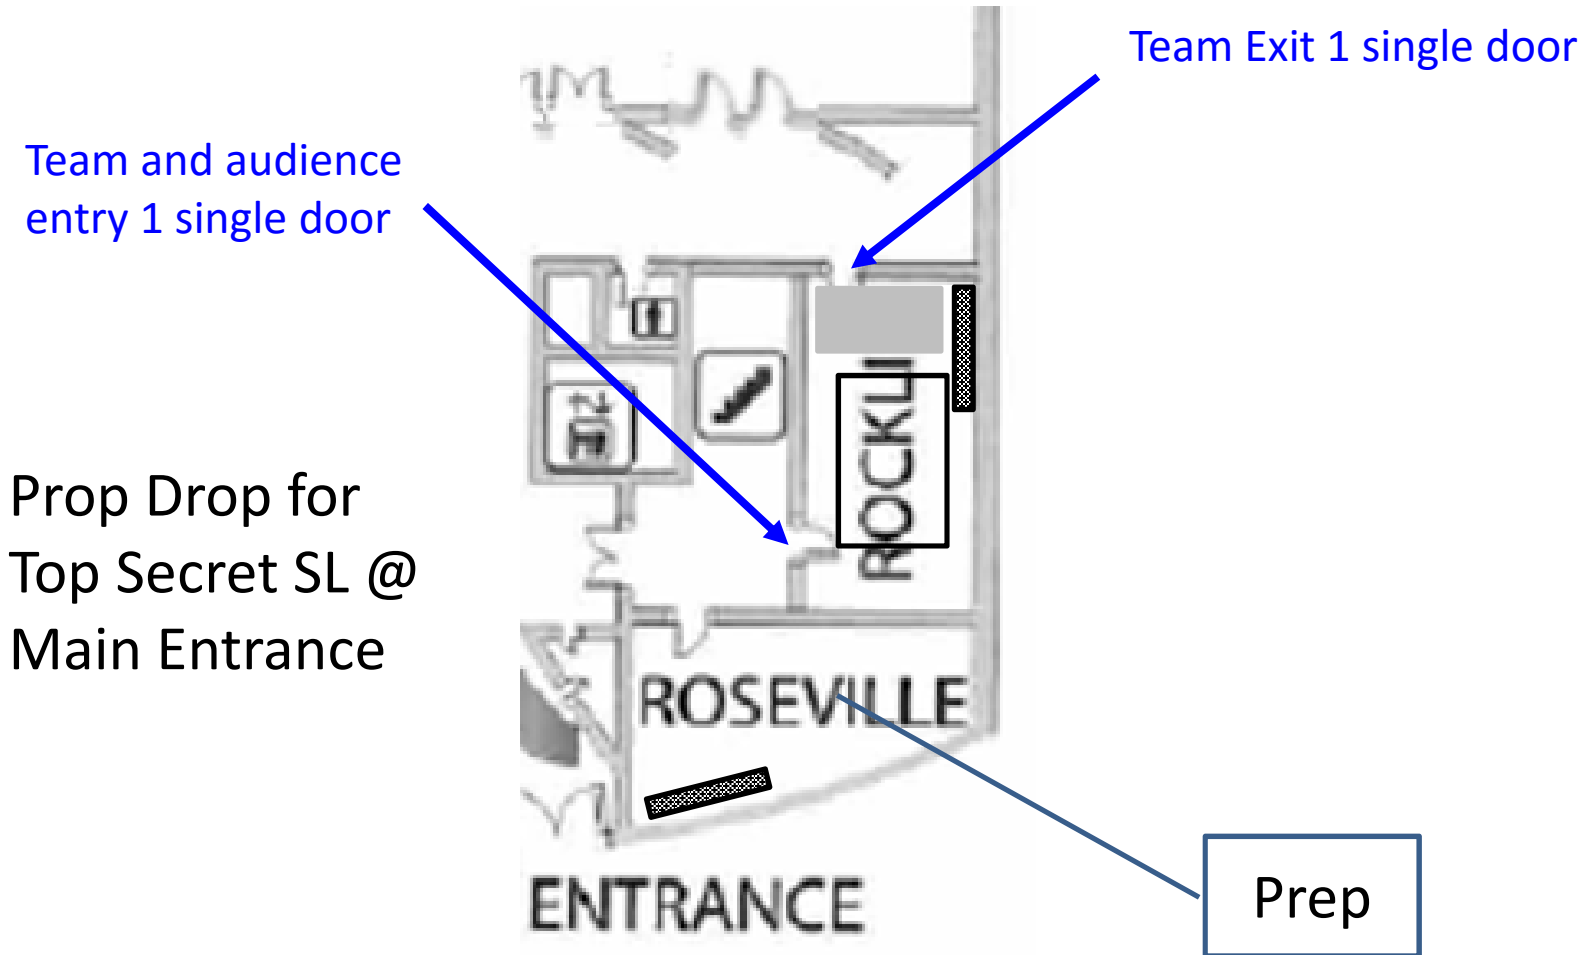 Team Exit 1 single door
Team and audience
entry 1 single door
ROCKLI
Prop Drop for
Top Secret SL @
Main Entrance
ROSEVILLE
ENTRANCE
Prep